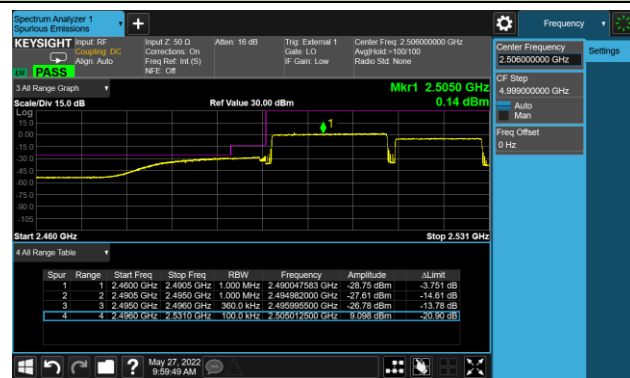 Spectrum Analyzer 1
Spurious Emissions
Frequency
KEYSIGHT Input: RF Input Z: 50 Ω Atten: 16 dB Trig: External 1 Center Freq: 2.506000000 GHz
Coupling: DC Corrections: On Gate: LO Avg|Hold:>100/100
Align: Auto Freq Ref: Int (S) IF Gain: Low Radio Std: None
NFE: Off
PASS
Center Frequency
2.506000000 GHz
Settings
CF Step
4.999000000 GHz
Auto
Man
Freq Offset
0 Hz
3 All Range Graph
Mkr1 2.5050 GHz
Scale/Div 15.0 dB Ref Value 30.00 dBm 0.14 dBm
Log
15.0
0.00
-15.0
-30.0
-45.0
-60.0
-75.0
-90.0
-105
1
Start 2.460 GHz Stop 2.531 GHz
4 All Range Table
Spur Range Start Freq Stop Freq RBW Frequency Amplitude ΔLimit
1 1 2.4600 GHz 2.4905 GHz 1.000 MHz 2.490047583 GHz -28.75 dBm -3.751 dB
2 2 2.4905 GHz 2.4950 GHz 1.000 MHz 2.494982000 GHz -27.61 dBm -14.61 dB
3 3 2.4950 GHz 2.4960 GHz 360.0 kHz 2.495995500 GHz -26.78 dBm -13.78 dB
4 4 2.4960 GHz 2.5310 GHz 100.0 kHz 2.505012500 GHz 9.098 dBm -20.90 dB
?
May 27, 2022
9:59:49 AM